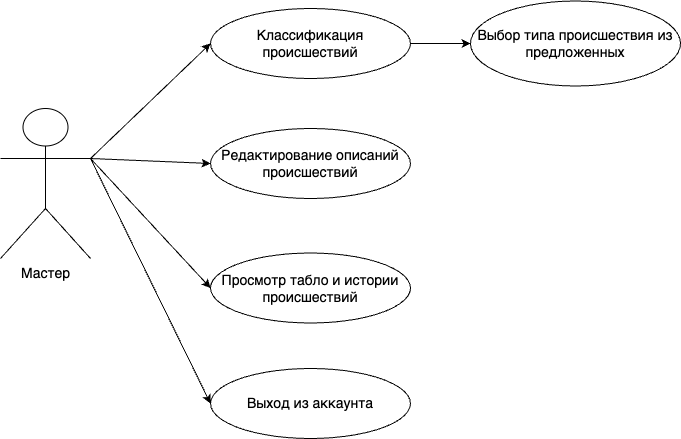 Классификация
происшествий
Выбор типа происшествия из
предложенных
Редактирование описаний
происшествий
Мастер
Просмотр табло и истории
происшествий
Выход из аккаунта